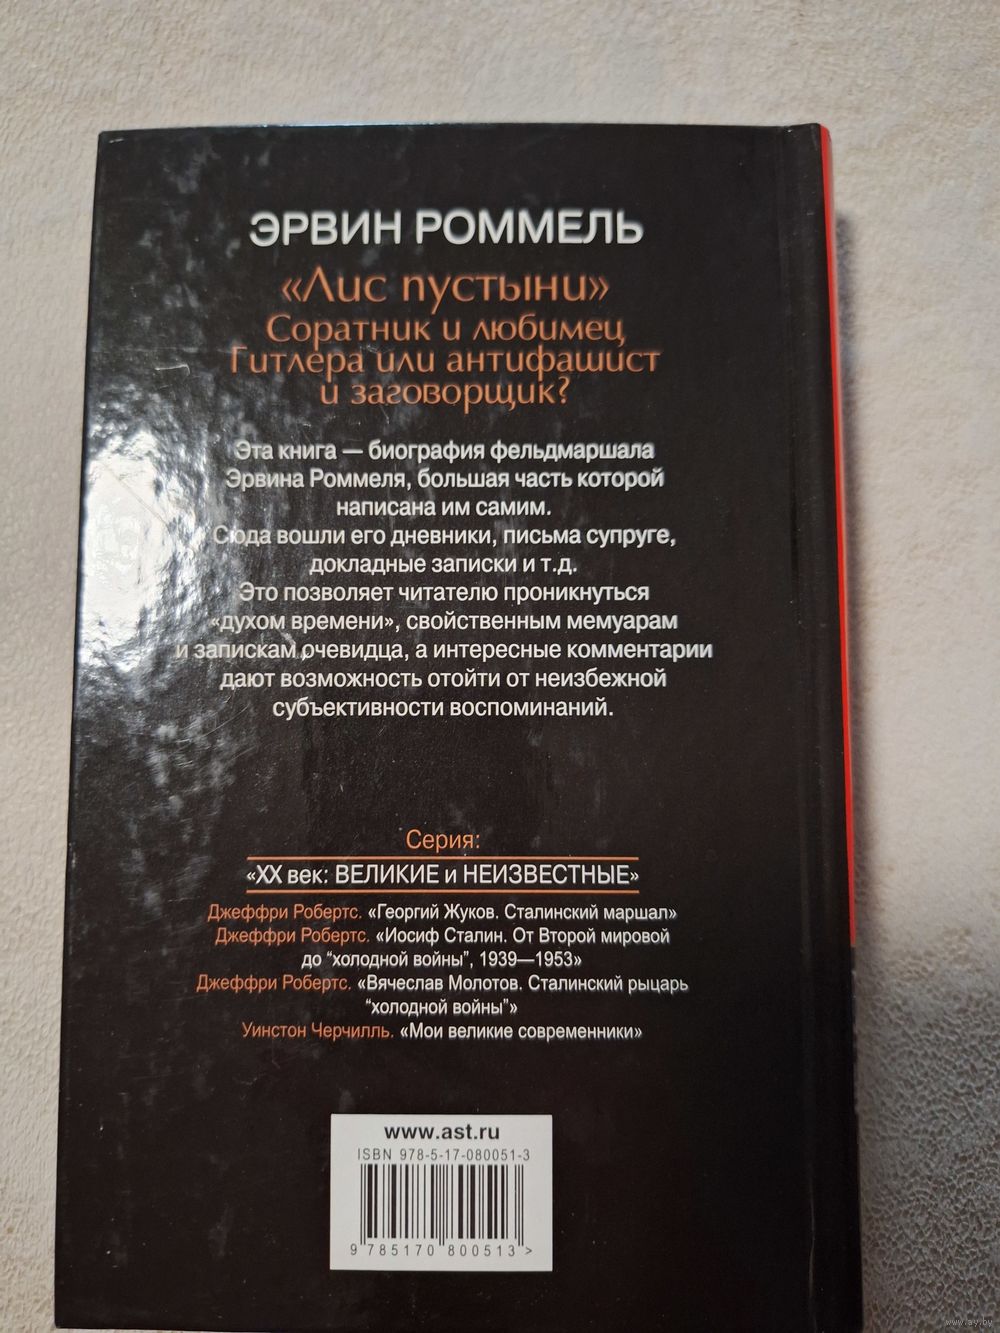 ЭРВИН РОММЕЛЬ
«Лис пустыни»
Соратник и любимец
Гитлера или антифашист
и заговорщик?
Эта книга — биография фельдмаршала
Эрвина Роммеля, большая часть которой
написана им самим.
Сюда вошли его дневники, письма супруге,
докладные записки и т.д.
Это позволяет читателю проникнуться
«духом времени», свойственным мемуарам
и запискам очевидца, а интересные комментарии
дают возможность отойти от неизбежной
субъективности воспоминаний.
Серия:
«XX век: ВЕЛИКИЕ и НЕИЗВЕСТНЫЕ»
Джеффри Робертс. «Георгий Жуков. Сталинский маршал»
Джеффри Робертс. «Иосиф Сталин. От Второй мировой
до “холодной войны”, 1939—1953»
Джеффри Робертс. «Вячеслав Молотов. Сталинский рыцарь
“холодной войны”»
Уинстон Черчилль. «Мои великие современники»
www.ast.ru
ISBN 978-5-17-080051-3
9 785170 800513 >
www.ay.by